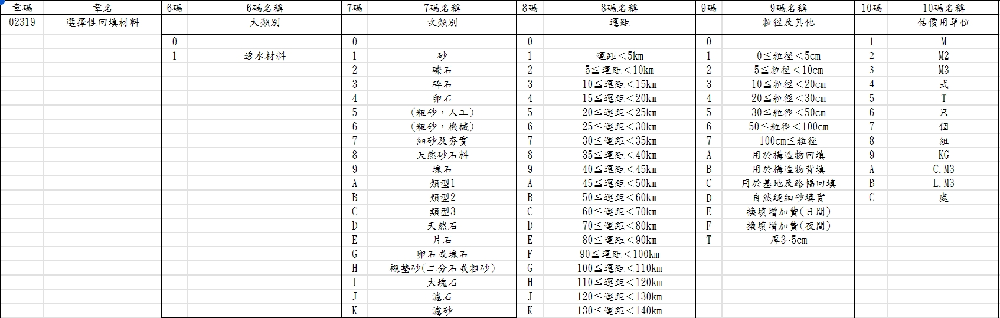 章碼 章名 6碼 6碼名稱 7碼 7碼名稱 8碼 8碼名稱 9碼 9碼名稱 10碼 10碼名稱
02319 選擇性回填材料 大類別 次類別 運距 粒徑及其他 估價用單位
0 0 0 0 1 M
1 透水材料 1 砂 1 運距<5km 1 0≦粒徑<5cm 2 M2
2 礫石 2 5≦運距<10km 2 5≦粒徑<10cm 3 M3
3 碎石 3 10≦運距<15km 3 10≦粒徑<20cm 4 式
4 卵石 4 15≦運距<20km 4 20≦粒徑<30cm 5 T
5 (粗砂，人工) 5 20≦運距<25km 5 30≦粒徑<50cm 6 只
6 (粗砂，機械) 6 25≦運距<30km 6 50≦粒徑<100cm 7 個
7 細砂及夯實 7 30≦運距<35km 7 100cm≦粒徑 8 組
8 天然砂石料 8 35≦運距<40km A 用於構造物回填 9 KG
9 塊石 9 40≦運距<45km B 用於構造物背填 A C.M3
A 類型1 A 45≦運距<50km C 用於基地及路幅回填 B L.M3
B 類型2 B 50≦運距<60km D 自然縫細砂填實 C 處
C 類型3 C 60≦運距<70km E 換填增加費(日間)
D 天然石 D 70≦運距<80km F 換填增加費(夜間)
E 片石 E 80≦運距<90km T 厚3~5cm
G 卵石或塊石 F 90≦運距<100km
H 襯墊砂(二分石或粗砂) G 100≦運距<110km
I 大塊石 H 110≦運距<120km
J 濾石 J 120≦運距<130km
K 濾砂 K 130≦運距<140km